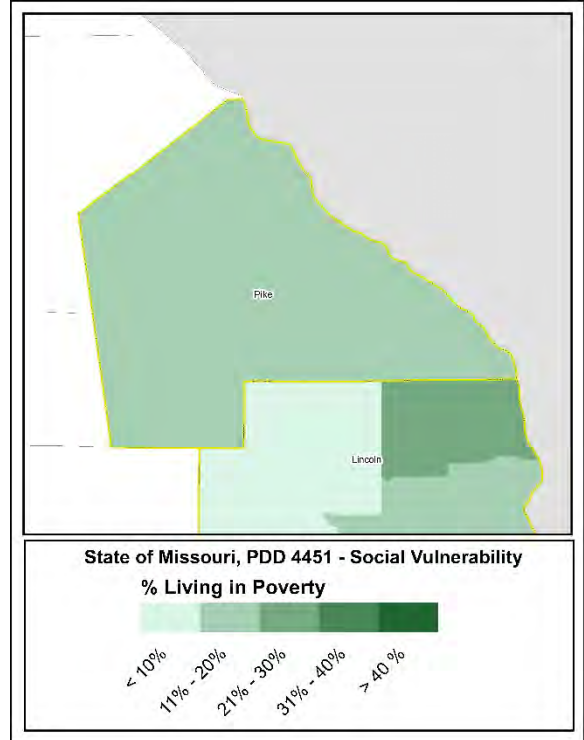 Pike
Lincoln
State of Missouri, PDD 4451 - Social Vulnerability
% Living in Poverty
< 10%
11% - 20%
21% - 30%
31% - 40%
> 40 %